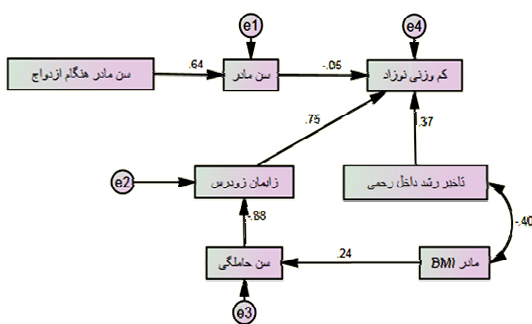 e1
e4
سن مادر هنگام ازدواج
.64
سن مادر
-.05
کم وزنی نوزاد
.75
.37
e2
زایمان زودرس
تاخیر رشد داخل رحمی
-.88
-.40
سن حاملگی
.24
BMI مادر
e3